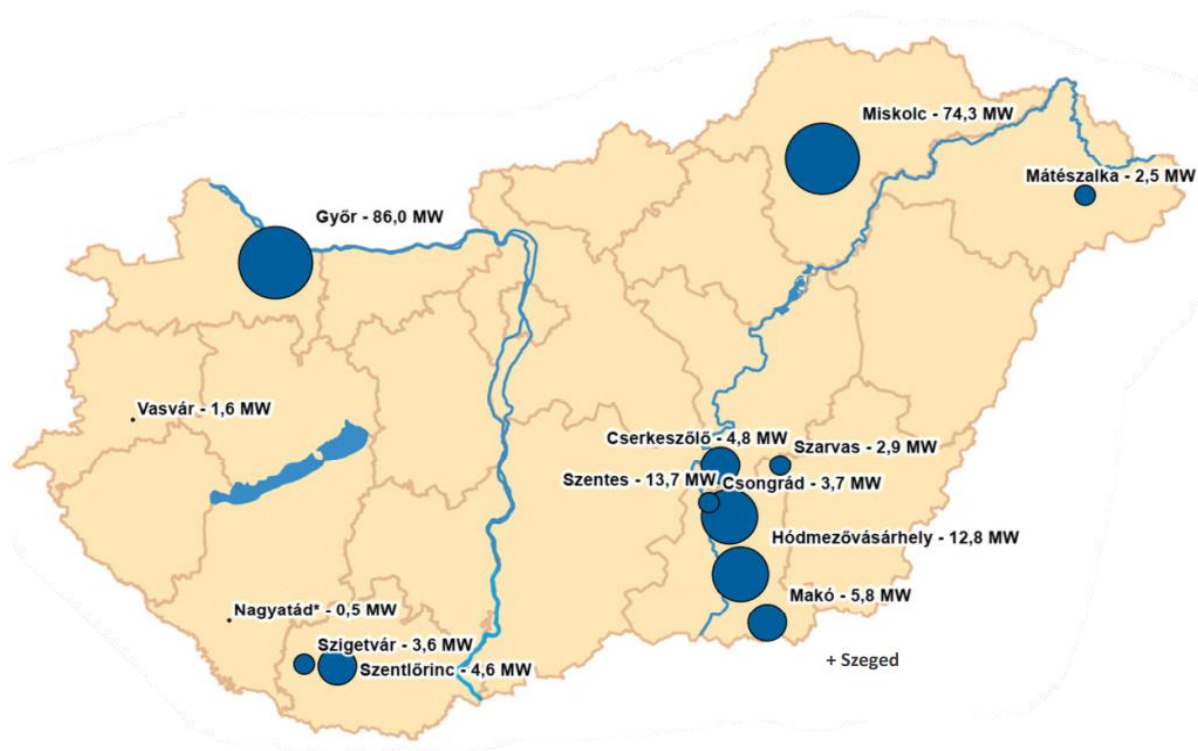 Miskolc - 74,3 MW
Mátészalka - 2,5 MW
Győr - 86,0 MW
Vasvár - 1,6 MW
Cserkeszőlő - 4,8 MW
Szarvas - 2,9 MW
Szentes - 13,7 MW
Csongrád - 3,7 MW
Hódmezővásárhely - 12,8 MW
Makó - 5,8 MW
Nagyatád* - 0,5 MW
Szigetvár - 3,6 MW
Szentlőrinc - 4,6 MW
+ Szeged